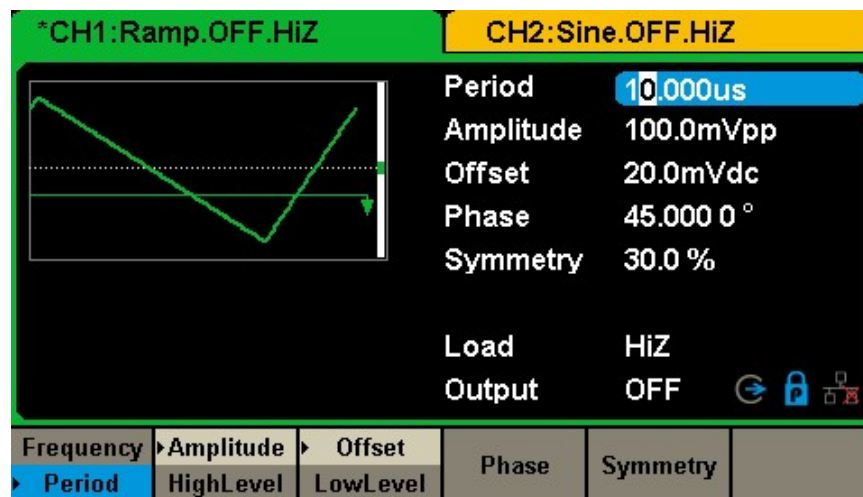 *CH1:Ramp.OFF.HiZ
CH2:Sine.OFF.HiZ
Period 10.000us
Amplitude 100.0mVpp
Offset 20.0mVdc
Phase 45.000 0 °
Symmetry 30.0 %
Load HiZ
Output OFF
P
Frequency
Period
Amplitude
HighLevel
Offset
LowLevel
Phase
Symmetry